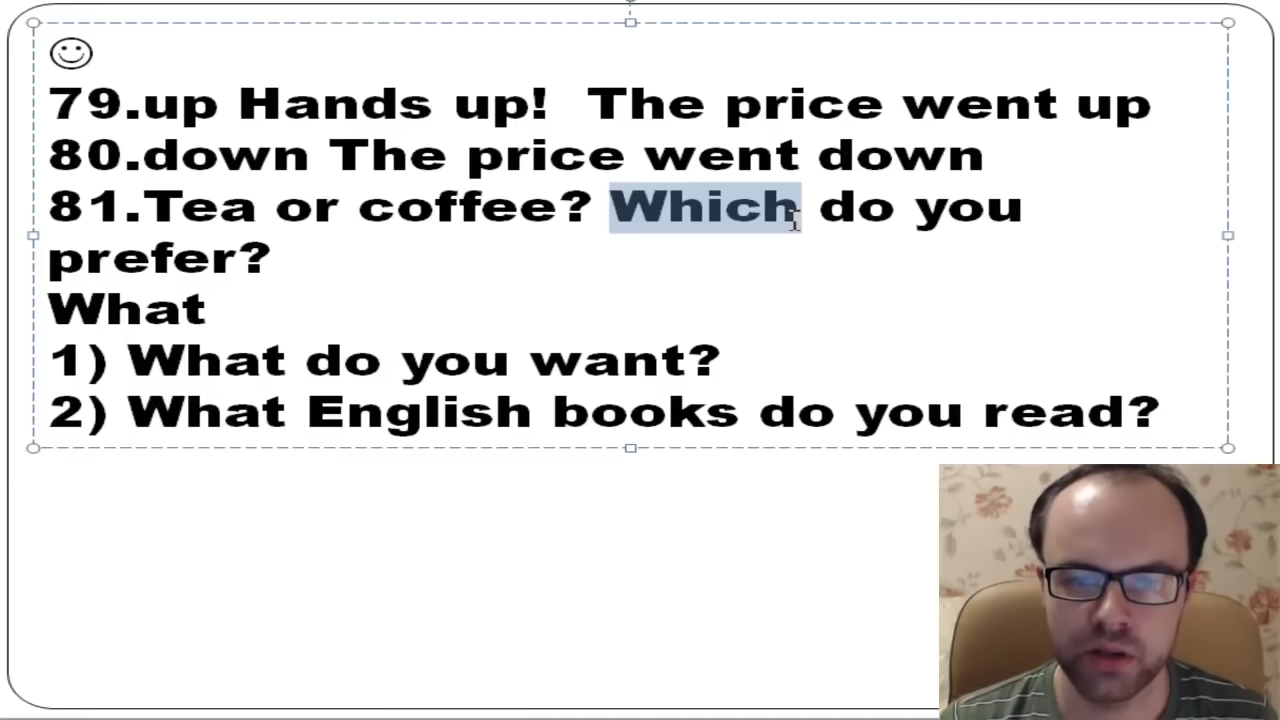 79.up Hands up! The price went up
80.down The price went down
81.Tea or coffee? Which do you
prefer?
What
1) What do you want?
2) What English books do you read?